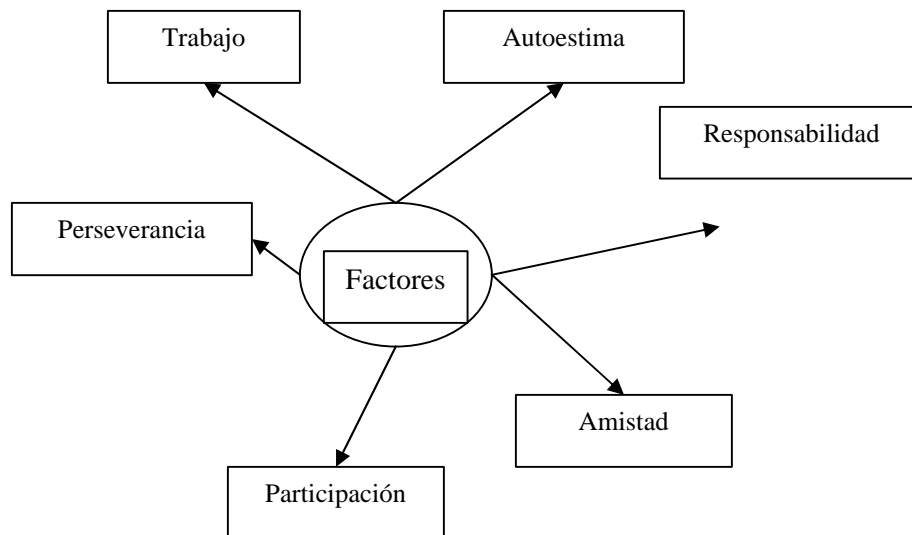 Trabajo
Autoestima
Responsabilidad
Perseverancia
Factores
Amistad
Participación